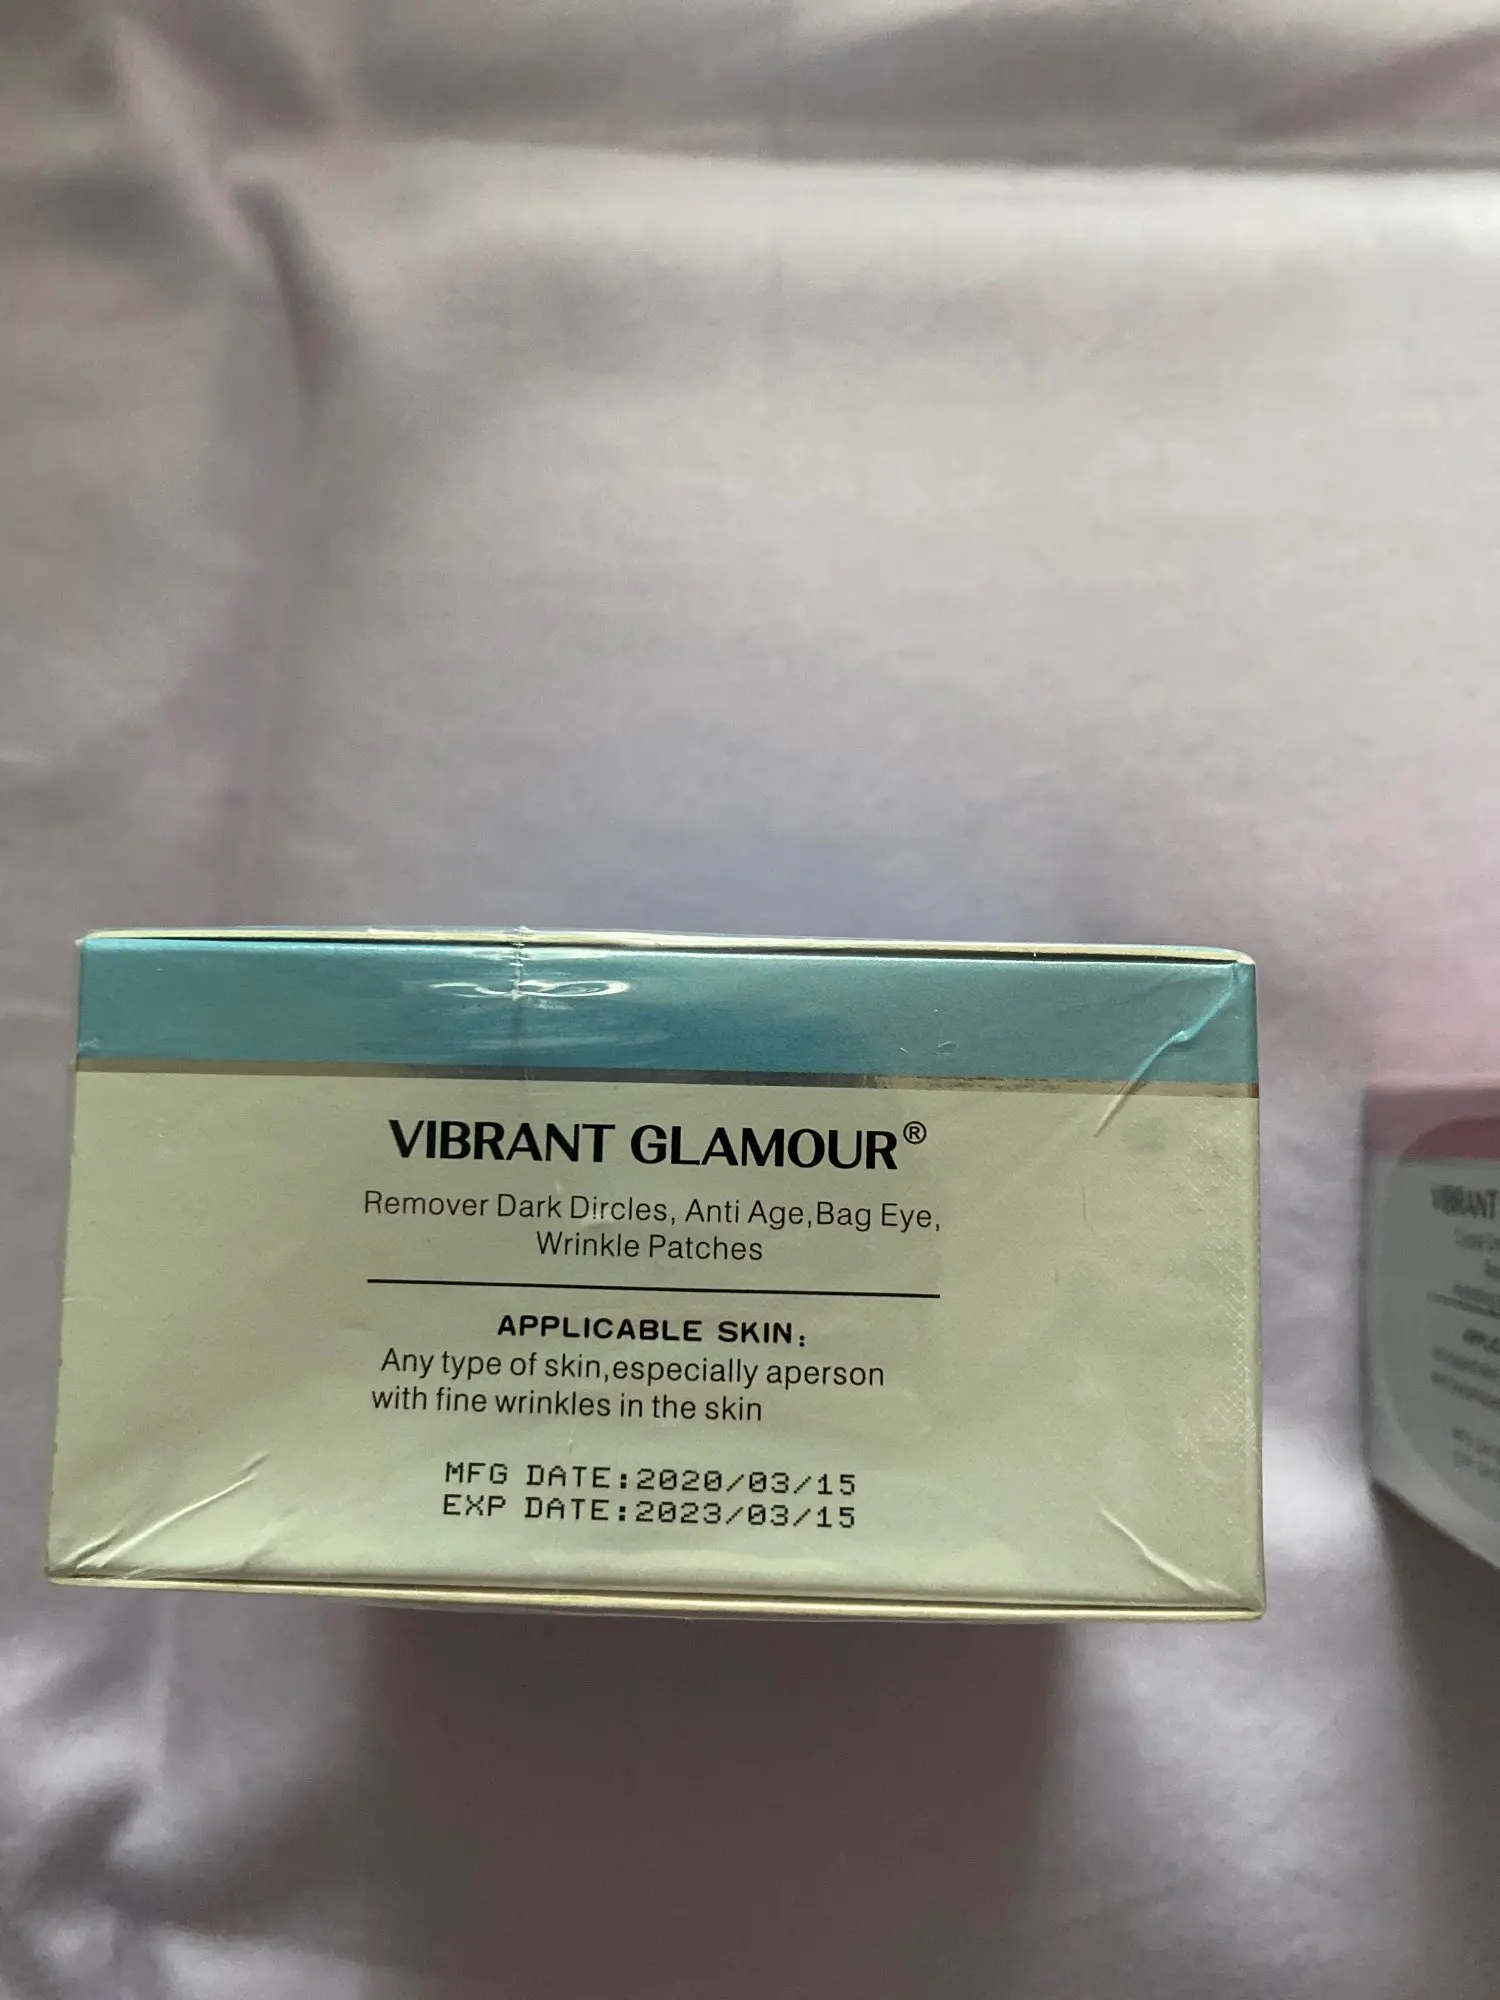 VIBRANT GLAMOUR®
Remover Dark Dircles, Anti Age,Bag Eye,
Wrinkle Patches
APPLICABLE SKIN:
Any type of skin,especially aperson
with fine wrinkles in the skin
MFG DATE:2020/03/15
EXP DATE:2023/03/15
VIBRANT